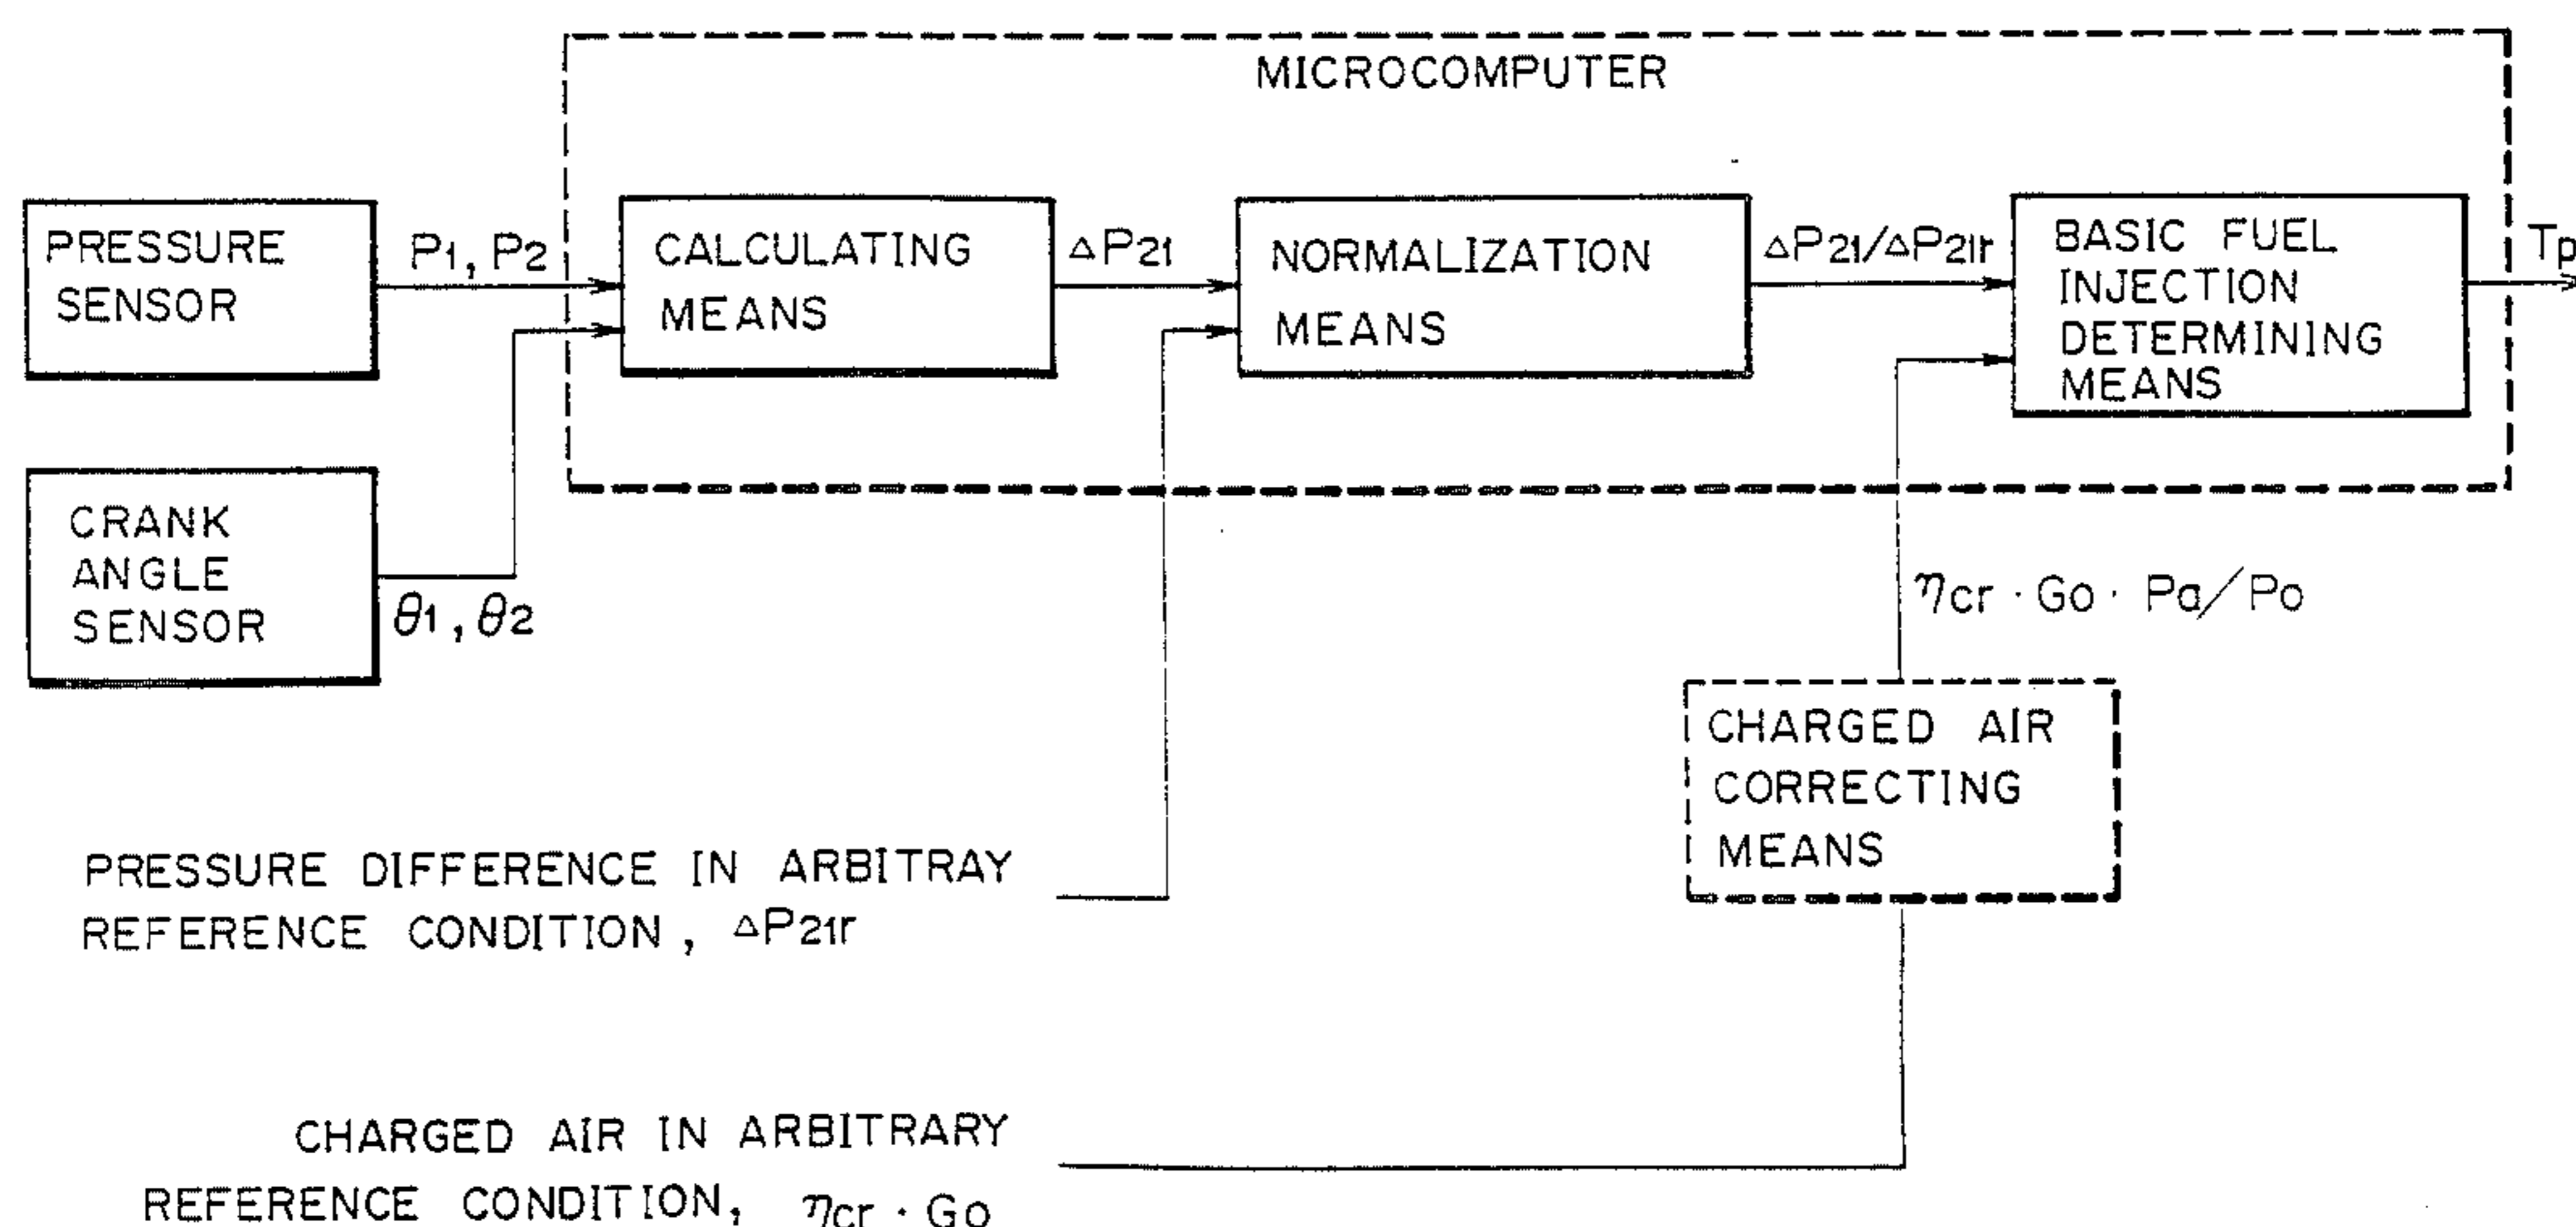 MICROCOMPUTER
PRESSURE
SENSOR
P1, P2
CALCULATING
MEANS
ΔP21
NORMALIZATION
MEANS
ΔP21/ΔP21r
BASIC FUEL
INJECTION
DETERMINING
MEANS
Tp
CRANK
ANGLE
SENSOR
θ1, θ2
ηcr · Go · Pa/Po
CHARGED AIR
CORRECTING
MEANS
PRESSURE DIFFERENCE IN ARBITRAY
REFERENCE CONDITION, ΔP21r
CHARGED AIR IN ARBITRARY
REFERENCE CONDITION, ηcr · Go